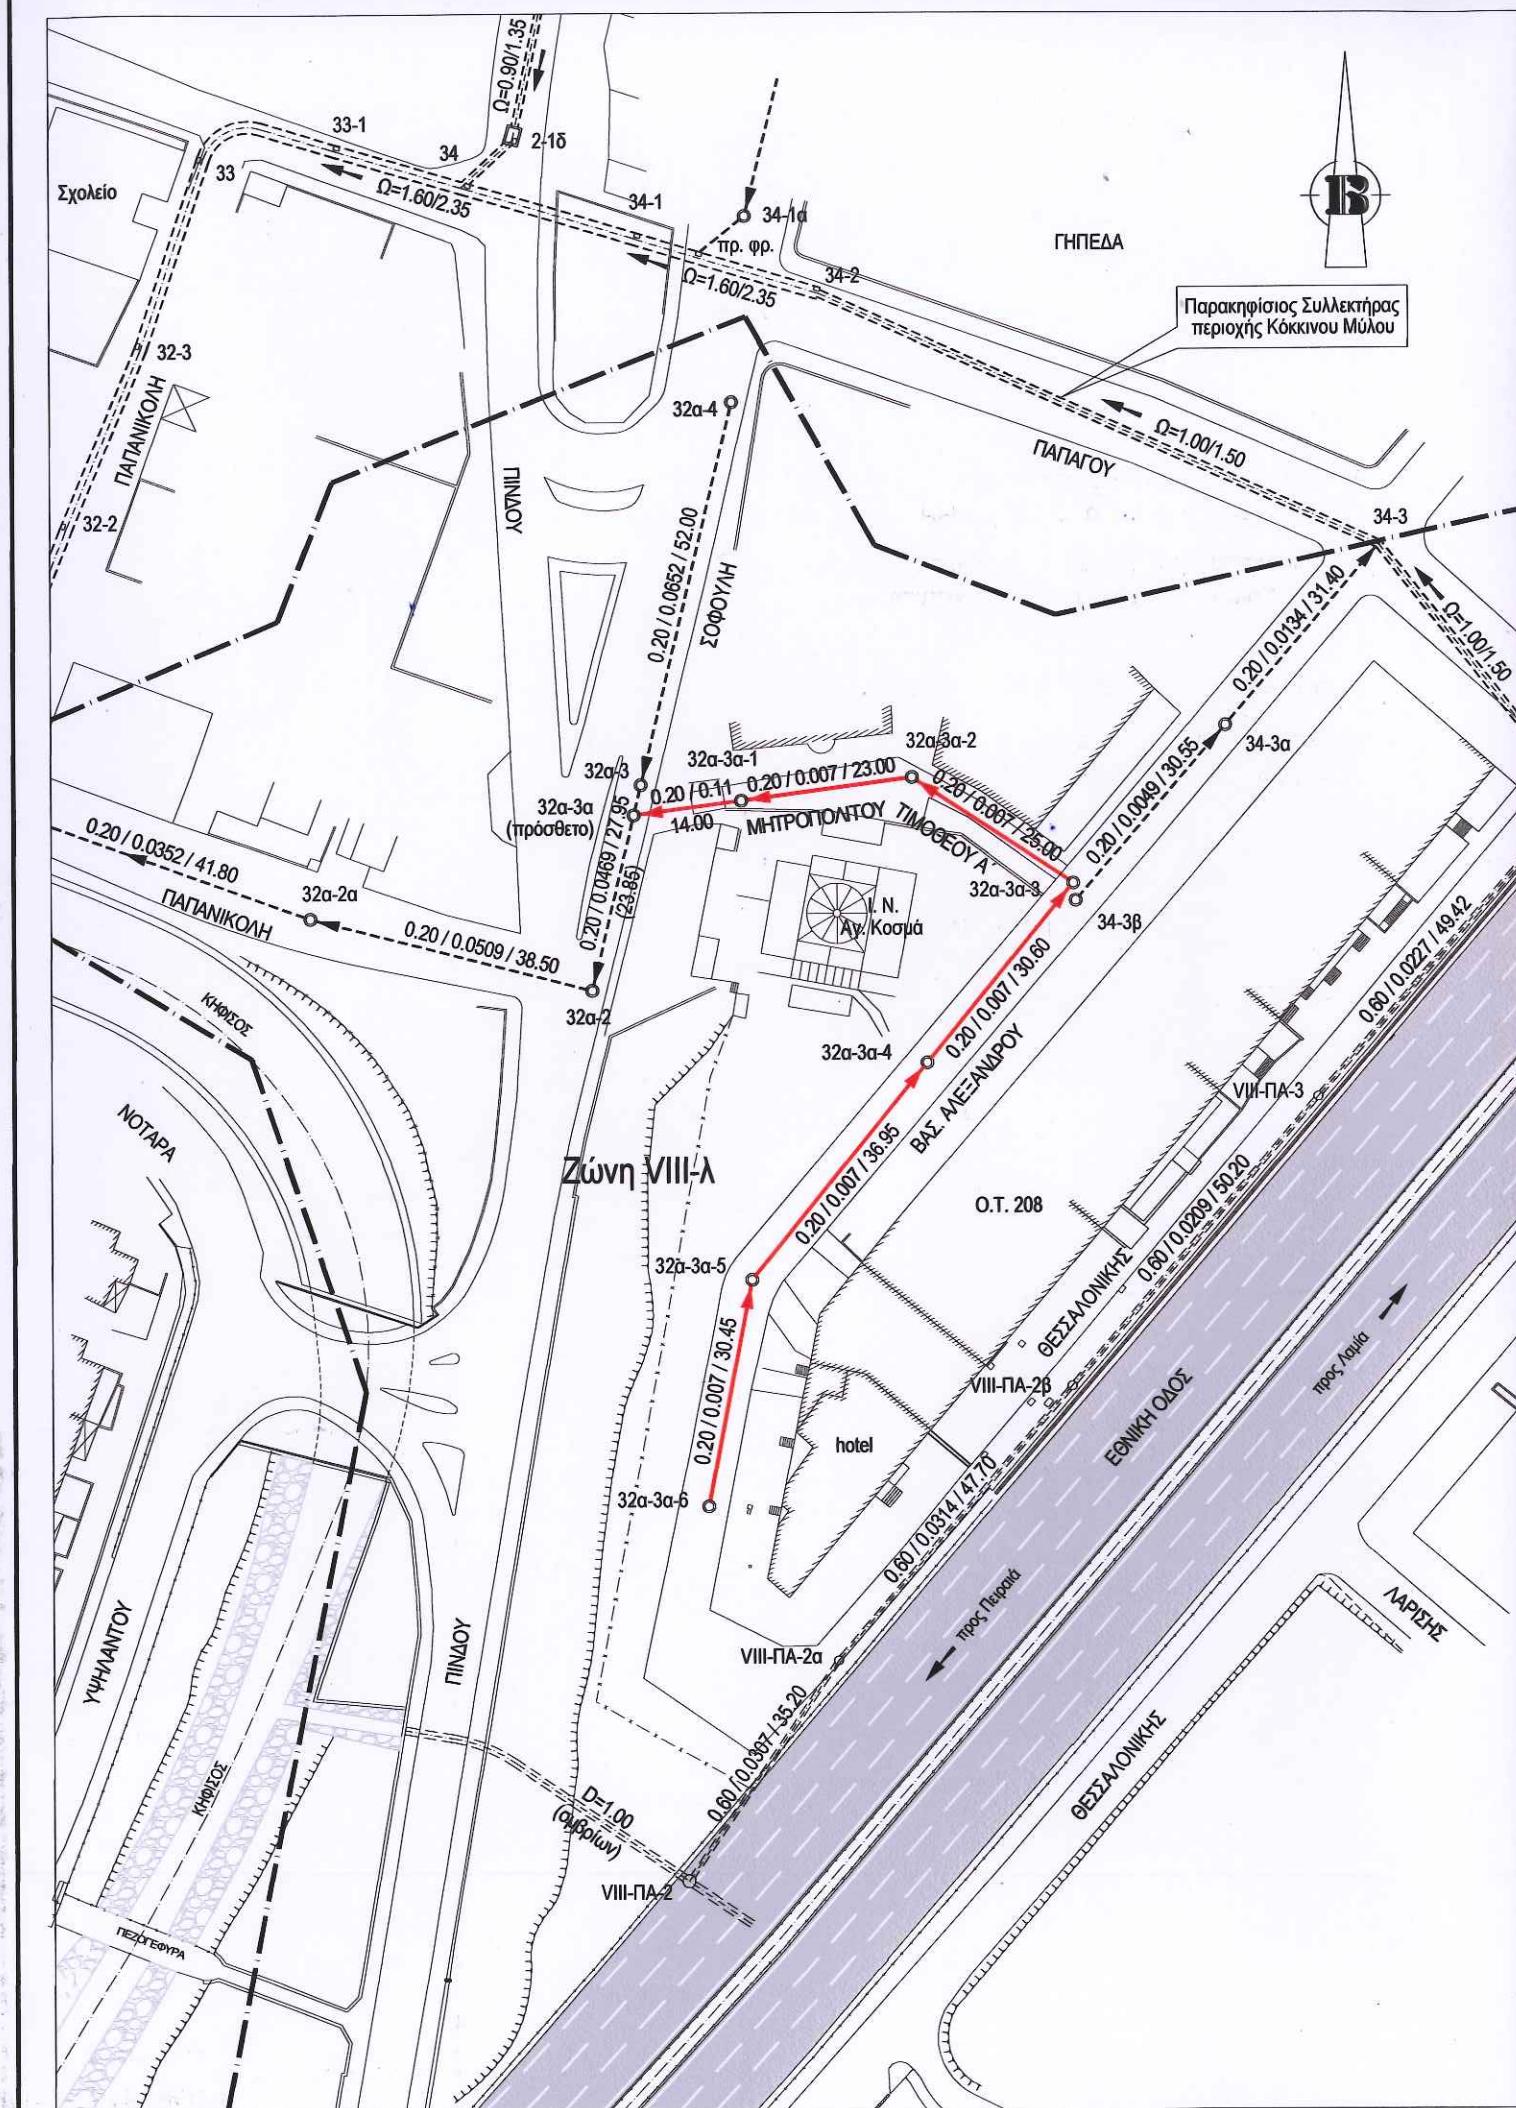 Ω=0.90/1.35
33-1
34
2-1δ
33
Σχολείο
Ω=1.60/2.35
34-1
34-1α
πρ. φρ.
ΓΗΠΕΔΑ
Β
Ω=1.60/2.35
34-2
Παρακηφίσιος Συλλεκτήρας
περιοχής Κόκκινου Μύλου
32-3
ΠΑΠΑΝΙΚΟΛΗ
32α-4
Ω=1.00/1.50
ΠΑΠΑΓΟΥ
ΠΙΝΔΟΥ
32-2
34-3
0.20 / 0.0652 / 52.00
ΣΟΦΟΥΛΗ
0.20 / 0.0134 / 31.40
Ω=1.00/1.50
34-3α
32α-3
32α-3α-1
32α-3α-2
0.20 / 0.007 / 23.00
0.20 / 0.11
14.00
32α-3α
(πρόσθετο)
0.20 / 0.007 / 25.00
0.20 / 0.0049 / 30.55
ΜΗΤΡΟΠΟΛΙΤΟΥ ΤΙΜΟΘΕΟΥ Α΄
0.20 / 0.0469 / 27.95
(23.85)
0.20 / 0.0352 / 41.80
32α-2α
ΠΑΠΑΝΙΚΟΛΗ
0.20 / 0.0509 / 38.50
32α-3α-3
34-3β
Ι. Ν.
Αγ. Κοσμά
32α-2
ΚΗΦΙΣΟΣ
0.20 / 0.007 / 30.60
32α-3α-4
0.60 / 0.0227 / 49.42
ΒΑΣ. ΑΛΕΞΑΝΔΡΟΥ
VIII-ΠΑ-3
ΝΟΤΑΡΑ
Ζώνη VIII-λ
0.20 / 0.007 / 36.95
Ο.Τ. 208
0.60 / 0.0209 / 50.20
32α-3α-5
ΘΕΣΣΑΛΟΝΙΚΗΣ
0.20 / 0.007 / 30.45
VIII-ΠΑ-2β
προς Λαμία
ΕΘΝΙΚΗ ΟΔΟΣ
hotel
32α-3α-6
0.60 / 0.0314 / 47.70
προς Πειραιά
ΛΑΡΙΣΗΣ
ΥΨΗΛΑΝΤΟΥ
ΠΙΝΔΟΥ
VIII-ΠΑ-2α
0.60 / 0.0307 / 35.20
ΚΗΦΙΣΟΣ
ΘΕΣΣΑΛΟΝΙΚΗΣ
D=1.00
(ομβρίων)
VIII-ΠΑ-2
ΠΕΖΟΓΕΦΥΡΑ